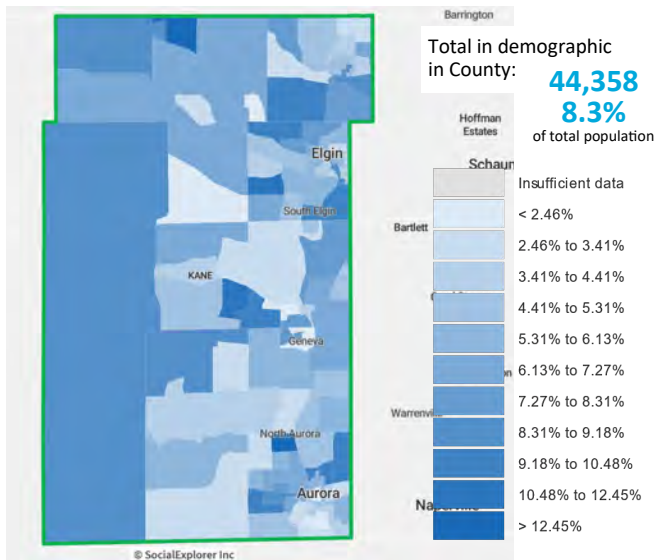 Barrington
Total in demographic
in County:
44,358
8.3%
of total population
Hoffman
Estates
Elgin
Schaun
South Elgin
Bartlett
KANE
Geneva
Warrenvi
North Aurora
Aurora
Insufficient data
< 2.46%
2.46% to 3.41%
3.41% to 4.41%
4.41% to 5.31%
5.31% to 6.13%
6.13% to 7.27%
7.27% to 8.31%
8.31% to 9.18%
9.18% to 10.48%
10.48% to 12.45%
> 12.45%
© SocialExplorer Inc